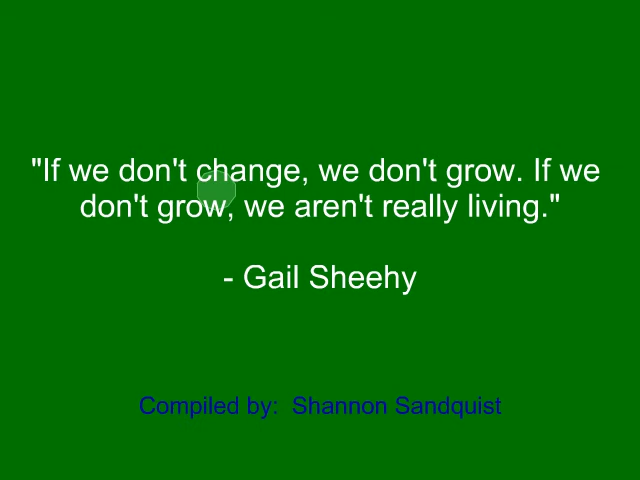 "If we don't change, we don't grow. If we
don't grow, we aren't really living."
- Gail Sheehy
Compiled by:  Shannon Sandquist